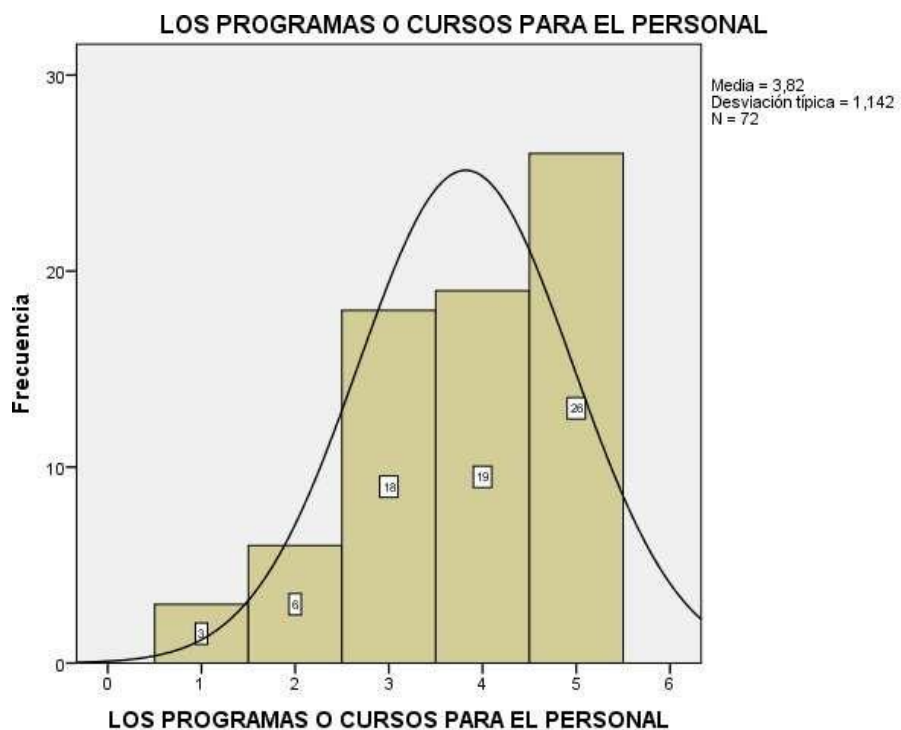 LOS PROGRAMAS O CURSOS PARA EL PERSONAL
Media = 3,82
Desviación típica = 1,142
N = 72
Frecuencia
30
20
10
0
3
6
18
19
26
0 1 2 3 4 5 6
LOS PROGRAMAS O CURSOS PARA EL PERSONAL